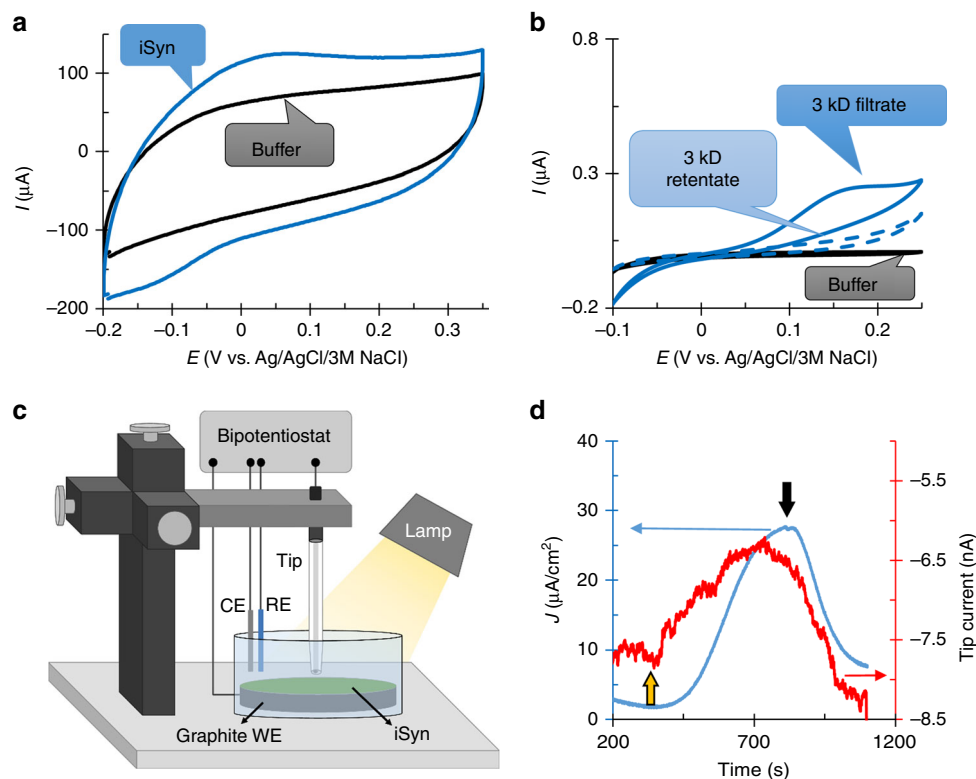 a
iSyn
Buffer
I (µA)
100
0
–100
–200
–0.2
–0.1
0
0.1
0.2
0.3
E (V vs. Ag/AgCl/3M NaCl)
b
3 kD filtrate
3 kD
retentate
Buffer
I (µA)
0.8
0.3
–0.2
–0.1
0
0.1
0.2
E (V vs. Ag/AgCl/3M NaCl)
c
Bipotentiostat
Lamp
Tip
CE
RE
Graphite WE
iSyn
d
J (µA/cm2)
40
30
20
10
0
200
700
1200
Time (s)
–5.5
–6.5
–7.5
–8.5
Tip current (nA)